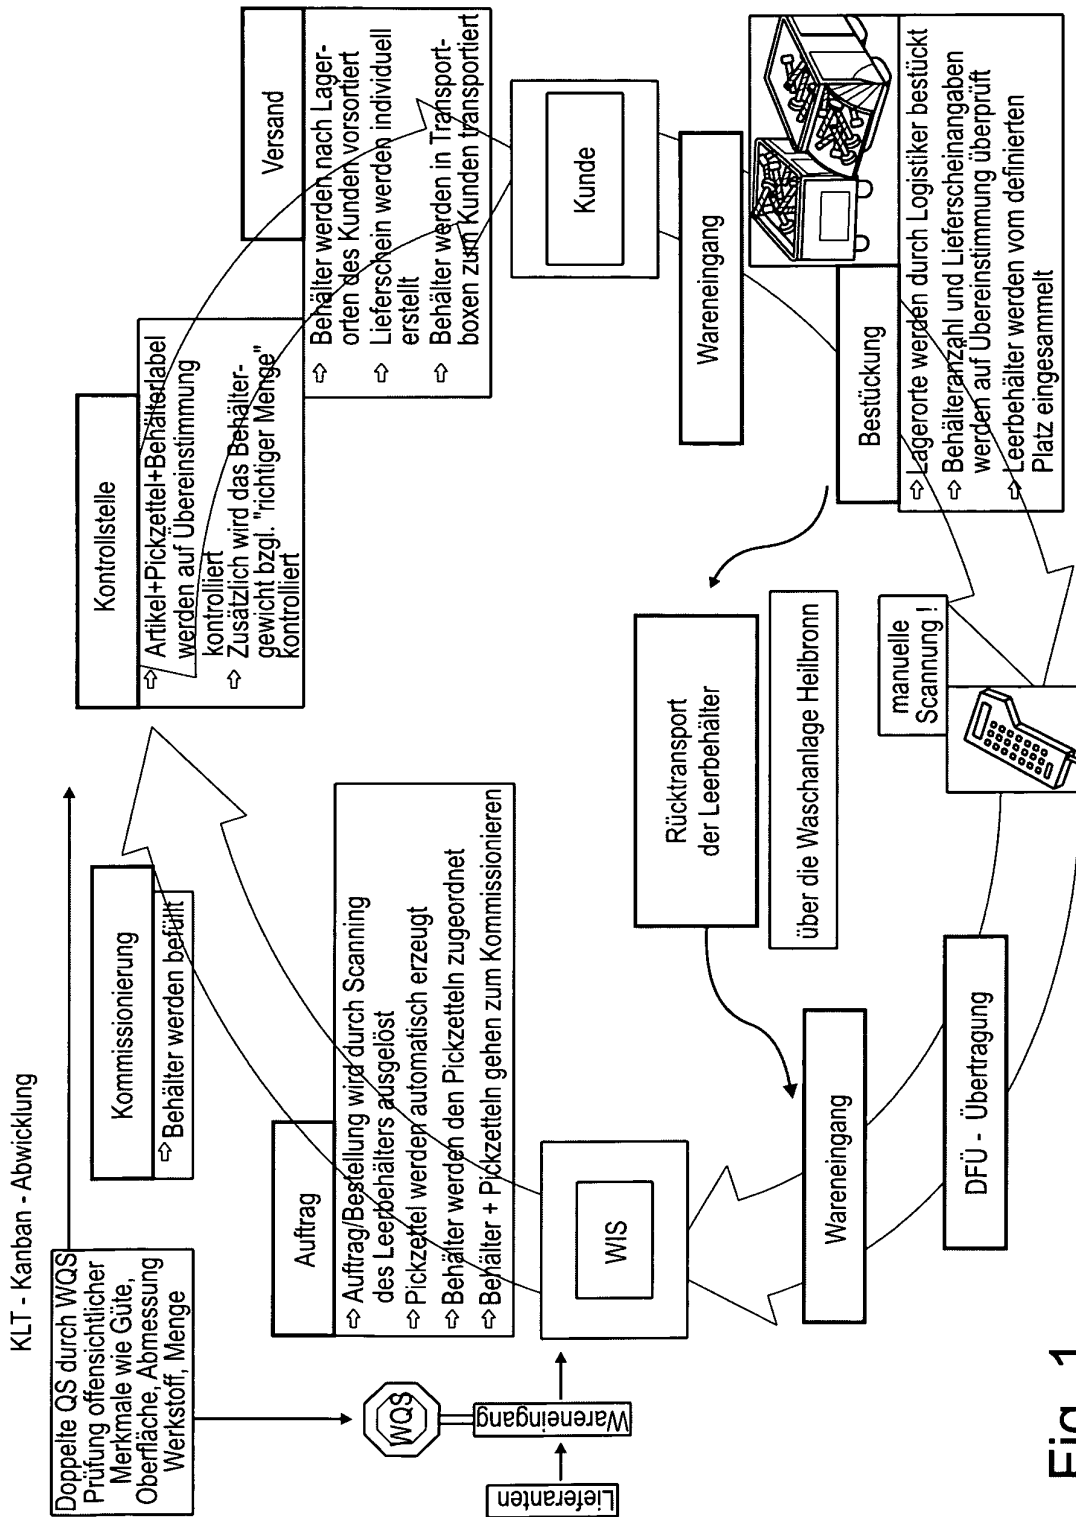 KLT - Kanban - Abwicklung
Doppelte QS durch WQS
Prüfung offensichtlicher
Merkmale wie Güte,
Oberfläche, Abmessung
Werkstoff, Menge
WQS
Lieferanten
Wareneingang
WIS
Auftrag
⇨ Auftrag/Bestellung wird durch Scanning
des Leerbehälters ausgelöst
⇨ Pickzettel werden automatisch erzeugt
⇨ Behälter werden den Pickzetteln zugeordnet
⇨ Behälter + Pickzetteln gehen zum Kommissionieren
Kommissionierung
⇨ Behälter werden befüllt
Kontrollstelle
⇨ Artikel+Pickzettel+Behälterlabel
werden auf Übereinstimmung
kontrolliert
⇨ Zusätzlich wird das Behälter-
gewicht bzgl. "richtiger Menge"
kontrolliert
Versand
⇨ Behälter werden nach Lager-
orten des Kunden vorsortiert
⇨ Lieferschein werden individuell
erstellt
⇨ Behälter werden in Transport-
boxen zum Kunden transportiert
Kunde
Wareneingang
Bestückung
⇨ Lagerorte werden durch Logistiker bestückt
⇨ Behälteranzahl und Lieferscheinangaben
werden auf Übereinstimmung überprüft
⇨ Leerbehälter werden vom definierten
Platz eingesammelt
Rücktransport
der Leerbehälter
über die Waschanlage Heilbronn
manuelle
Scannung !
DFÜ - Übertragung
Wareneingang
Fig. 1